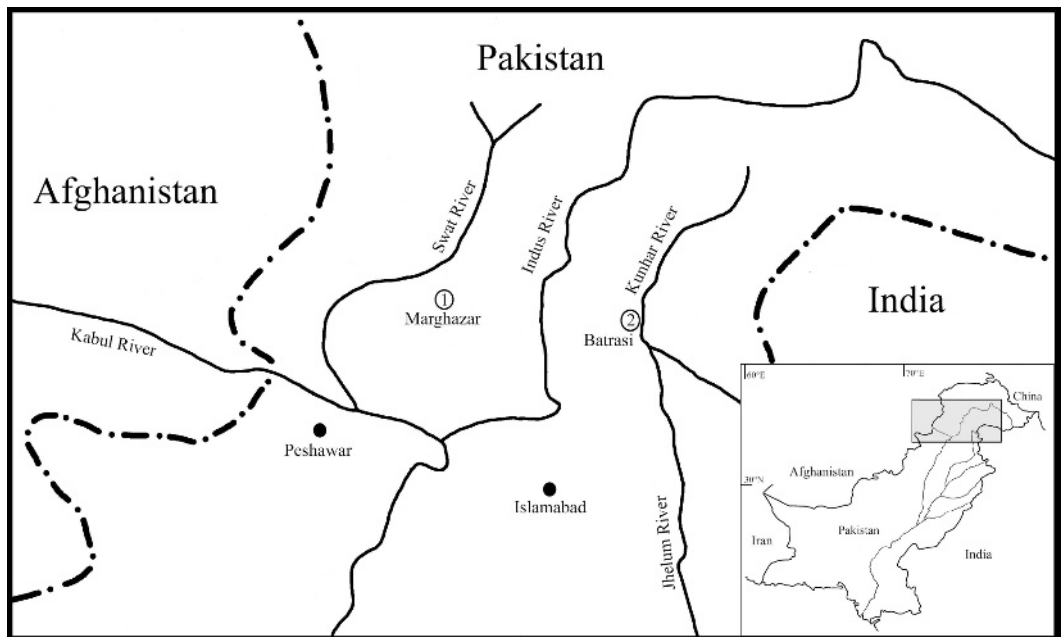 Pakistan
Afghanistan
Swat River
Indus River
Kunhar River
India
1
Marghazar
2
Batrasi
Kabul River
Peshawar
Islamabad
Jhelum River
60°E
70°E
China
Afghanistan
30°N
Pakistan
Iran
India